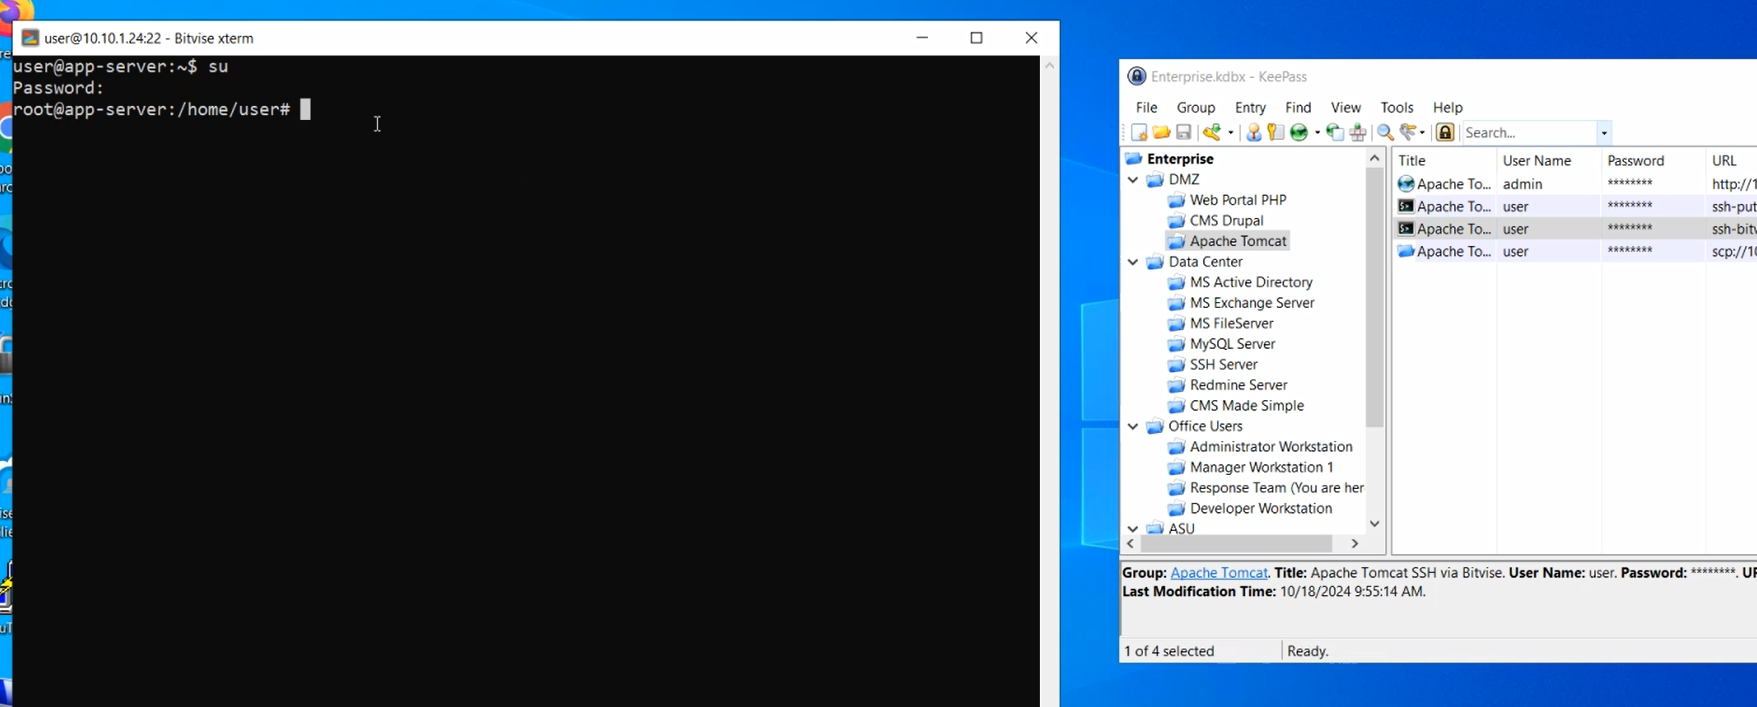 user@10.10.1.24:22 - Bitvise xterm
user@app-server:~$ su
Password:
root@app-server:/home/user#
Enterprise.kdbx - KeePass
File Group Entry Find View Tools Help
Search...
Enterprise
DMZ
Web Portal PHP
CMS Drupal
Apache Tomcat
Data Center
MS Active Directory
MS Exchange Server
MS FileServer
MySQL Server
SSH Server
Redmine Server
CMS Made Simple
Office Users
Administrator Workstation
Manager Workstation 1
Response Team (You are her
Developer Workstation
ASU
Title User Name Password URL
Apache To... admin ******** http://1
Apache To... user ******** ssh-put
Apache To... user ******** ssh-bitv
Apache To... user ******** scp://10
Group: Apache Tomcat. Title: Apache Tomcat SSH via Bitvise. User Name: user. Password: ********. UR
Last Modification Time: 10/18/2024 9:55:14 AM.
1 of 4 selected Ready.